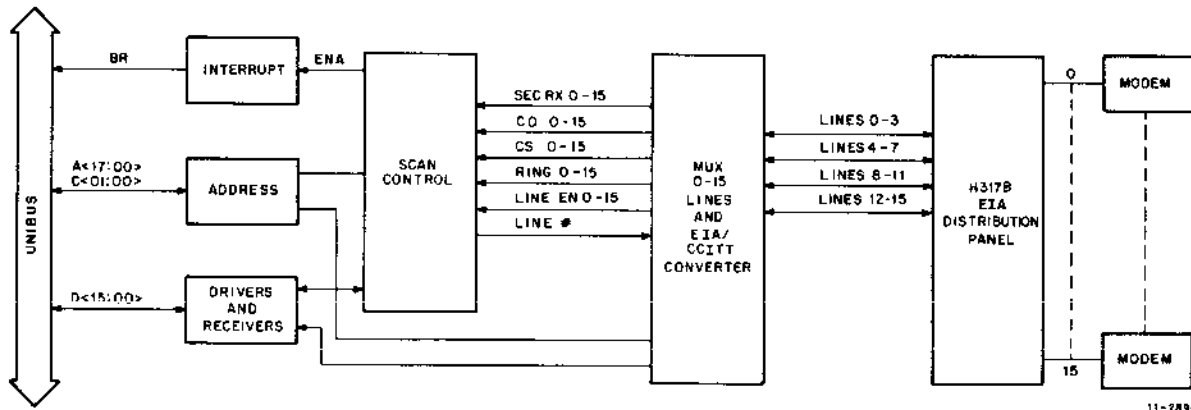 UNIBUS
BR
INTERRUPT
ENA
A<17:00>
C<01:00>
ADDRESS
D<15:00>
DRIVERS
AND
RECEIVERS
SCAN
CONTROL
SEC RX 0-15
CO 0-15
CS 0-15
RING 0-15
LINE EN 0-15
LINE #
MUX
0-15
LINES
AND
EIA/
CCITT
CONVERTER
LINES 0-3
LINES 4-7
LINES 8-11
LINES 12-15
H317B
EIA
DISTRIBUTION
PANEL
0
MODEM
15
MODEM